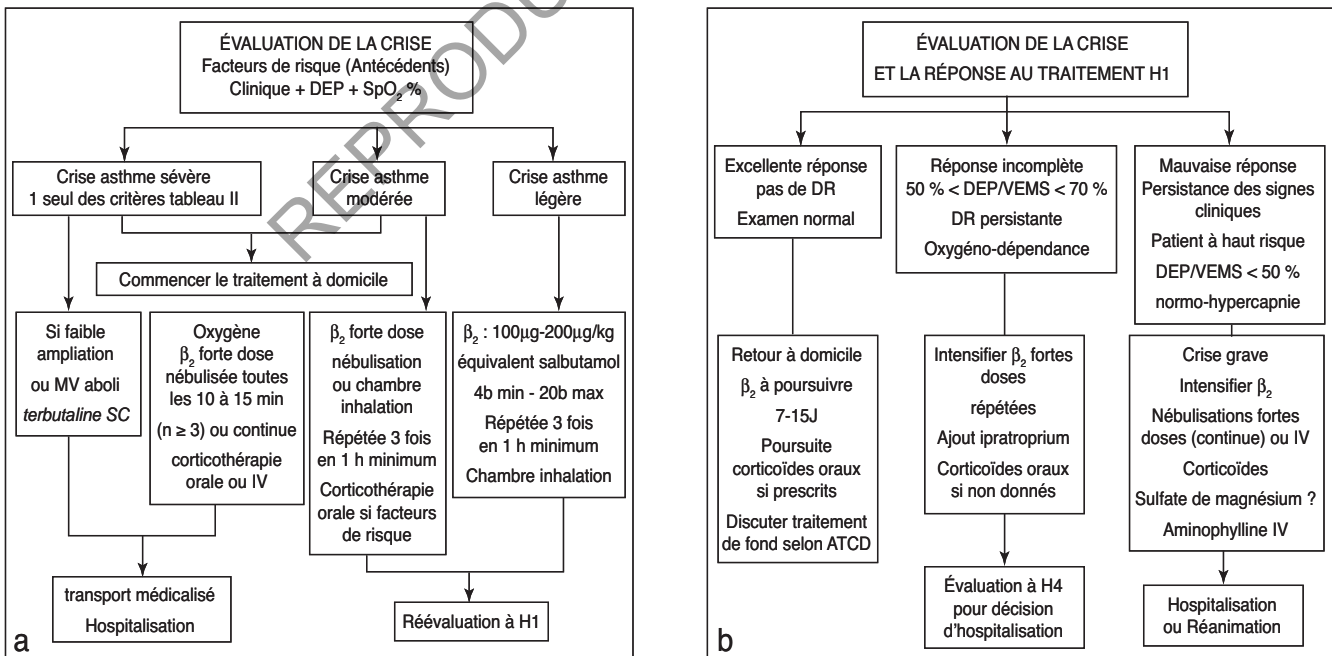 REPRODU
ÉVALUATION DE LA CRISE
Facteurs de risque (Antécédents)
Clinique + DEP + SpO₂ %
Crise asthme sévère
1 seul des critères tableau II
Crise asthme
modérée
Crise asthme
légère
Commencer le traitement à domicile
Si faible
ampliation
ou MV aboli
terbutaline SC
Oxygène
β₂ forte dose
nébulisée toutes
les 10 à 15 min
(n ≥ 3) ou continue
corticothérapie
orale ou IV
β₂ forte dose
nébulisation
ou chambre
inhalation
Répétée 3 fois
en 1 h minimum
Corticothérapie
orale si facteurs
de risque
β₂ : 100µg-200µg/kg
équivalent salbutamol
4b min - 20b max
Répétée 3 fois
en 1 h minimum
Chambre inhalation
transport médicalisé
Hospitalisation
Réévaluation à H1
a
ÉVALUATION DE LA CRISE
ET LA RÉPONSE AU TRAITEMENT H1
Excellente réponse
pas de DR
Examen normal
Réponse incomplète
50 % < DEP/VEMS < 70 %
DR persistante
Oxygéno-dépendance
Mauvaise réponse
Persistance des signes
cliniques
Patient à haut risque
DEP/VEMS < 50 %
normo-hypercapnie
Retour à domicile
β₂ à poursuivre
7-15J
Poursuite
corticoïdes oraux
si prescrits
Discuter traitement
de fond selon ATCD
Intensifier β₂ fortes
doses
répétées
Ajout ipratroprium
Corticoïdes oraux
si non donnés
Crise grave
Intensifier β₂
Nébulisations fortes
doses (continue) ou IV
Corticoïdes
Sulfate de magnésium ?
Aminophylline IV
Évaluation à H4
pour décision
d'hospitalisation
Hospitalisation
ou Réanimation
b